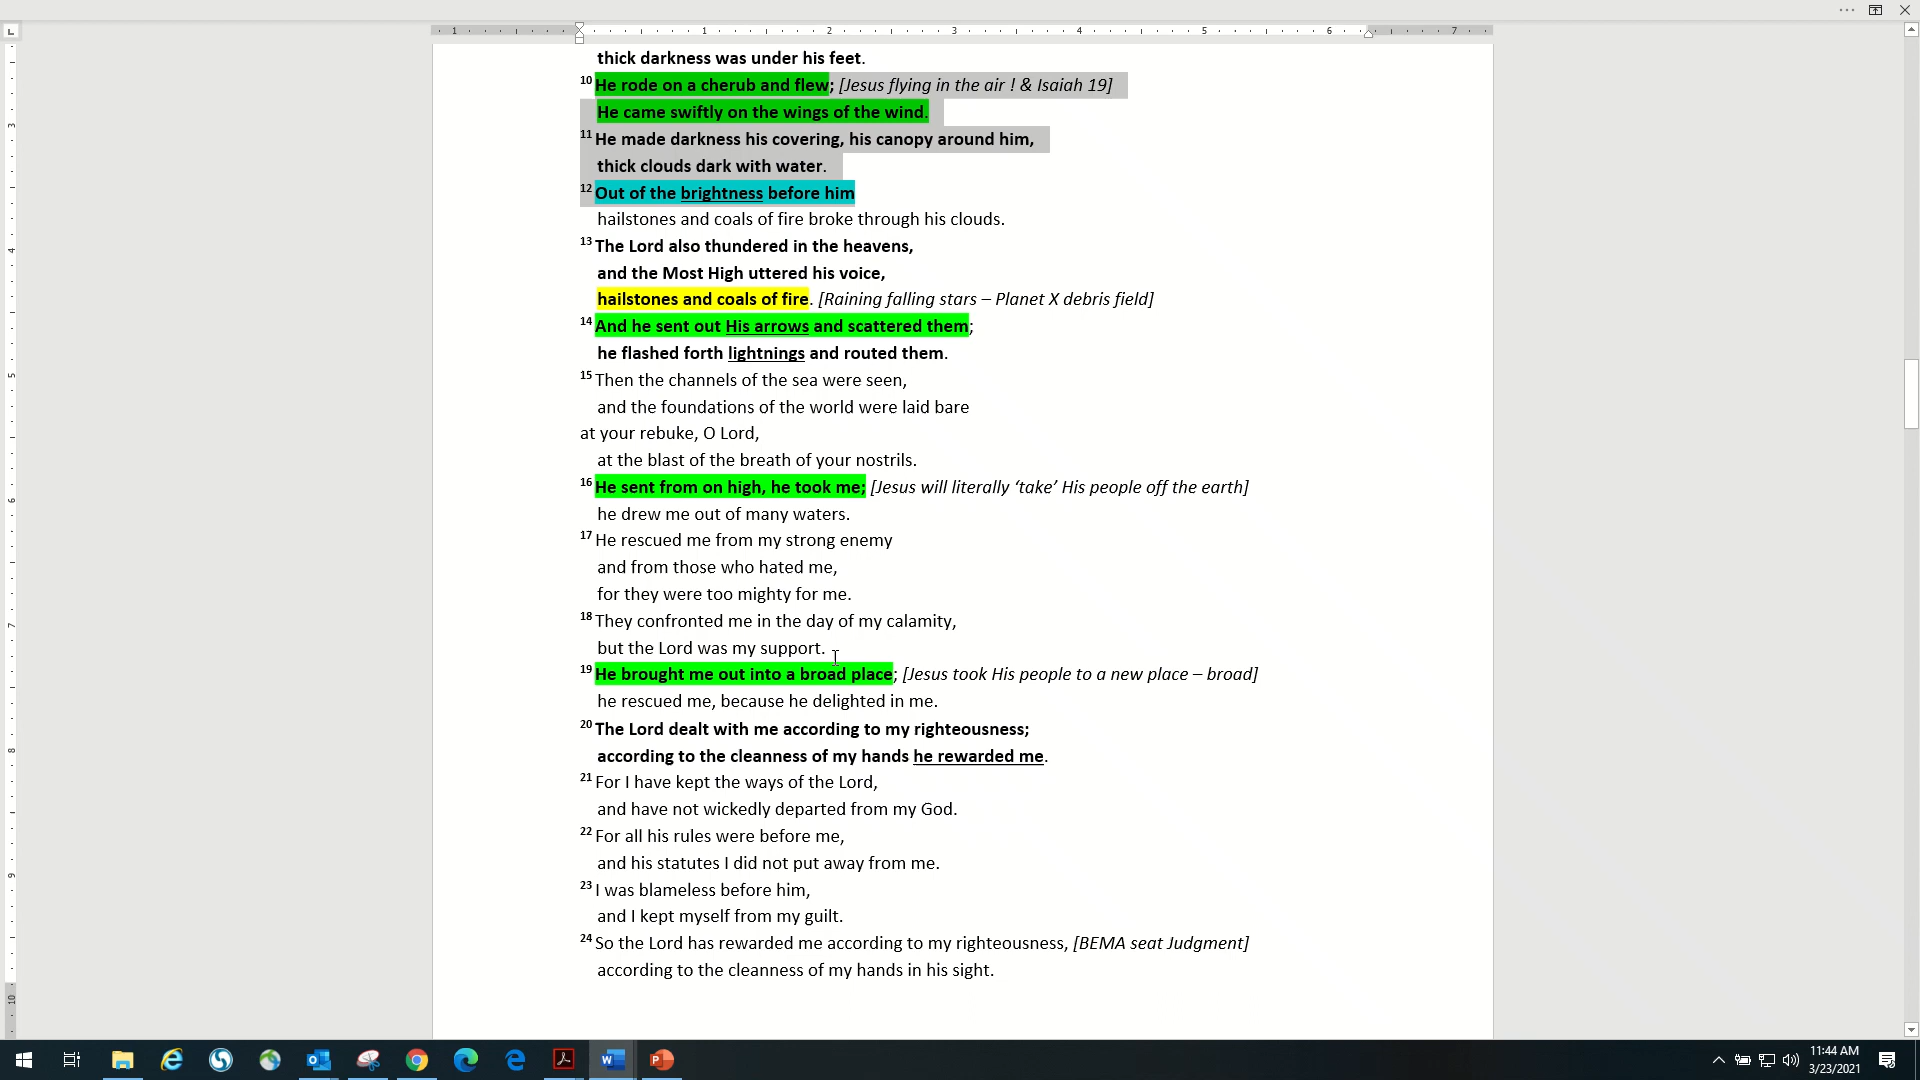 1 1 2 3 4 5 6 7
thick darkness was under his feet.
10 He rode on a cherub and flew; [Jesus flying in the air ! & Isaiah 19]
He came swiftly on the wings of the wind.
11 He made darkness his covering, his canopy around him,
thick clouds dark with water.
12 Out of the brightness before him
hailstones and coals of fire broke through his clouds.
13 The Lord also thundered in the heavens,
and the Most High uttered his voice,
hailstones and coals of fire. [Raining falling stars – Planet X debris field]
14 And he sent out His arrows and scattered them;
he flashed forth lightnings and routed them.
15 Then the channels of the sea were seen,
and the foundations of the world were laid bare
at your rebuke, O Lord,
at the blast of the breath of your nostrils.
16 He sent from on high, he took me; [Jesus will literally ‘take’ His people off the earth]
he drew me out of many waters.
17 He rescued me from my strong enemy
and from those who hated me,
for they were too mighty for me.
18 They confronted me in the day of my calamity,
but the Lord was my support.
19 He brought me out into a broad place; [Jesus took His people to a new place – broad]
he rescued me, because he delighted in me.
20 The Lord dealt with me according to my righteousness;
according to the cleanness of my hands he rewarded me.
21 For I have kept the ways of the Lord,
and have not wickedly departed from my God.
22 For all his rules were before me,
and his statutes I did not put away from me.
23 I was blameless before him,
and I kept myself from my guilt.
24 So the Lord has rewarded me according to my righteousness, [BEMA seat Judgment]
according to the cleanness of my hands in his sight.
3
4
5
6
7
8
9
10
11:44 AM
3/23/2021